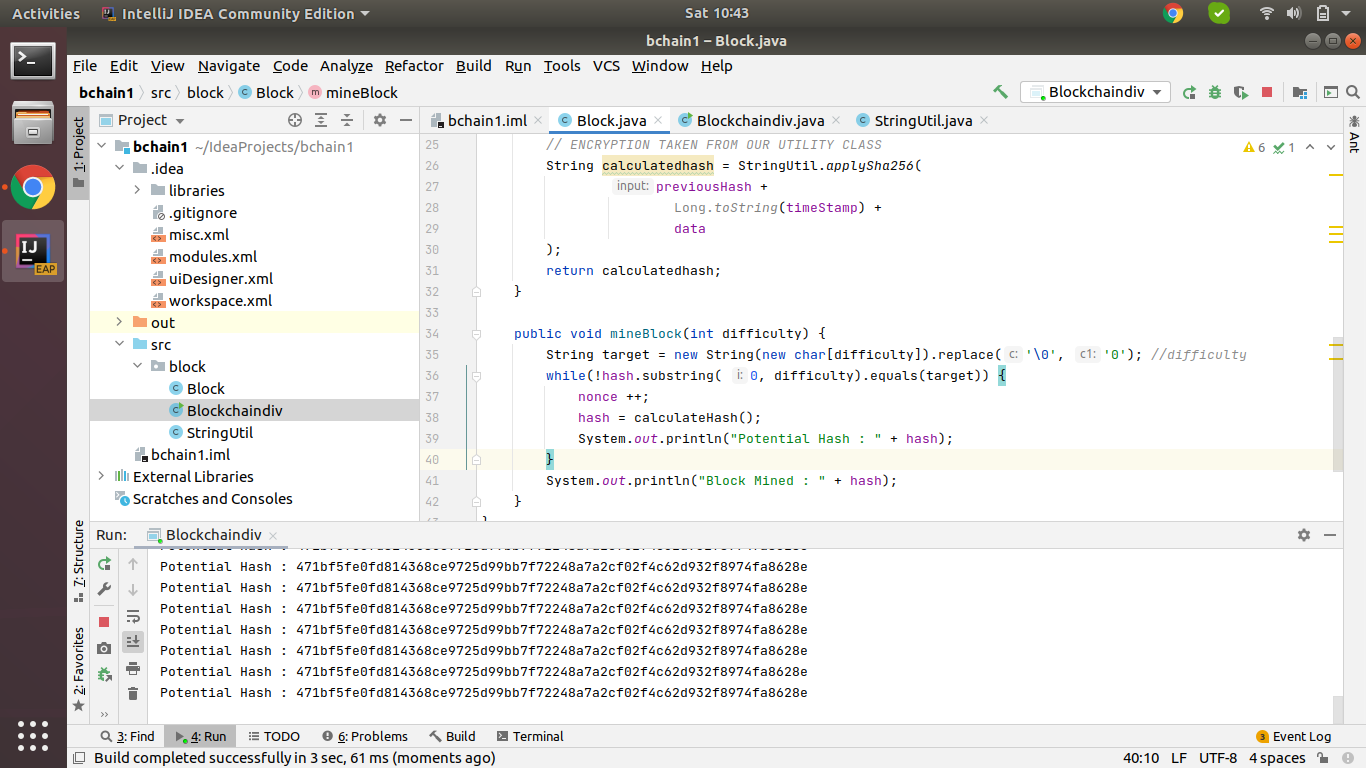 Activities IntelliJ IDEA Community Edition Sat 10:43
bchain1 – Block.java
File Edit View Navigate Code Analyze Refactor Build Run Tools VCS Window Help
bchain1 src block Block mineBlock Blockchaindiv
1: Project
7: Structure
2: Favorites
Ant
Project
bchain1 ~/IdeaProjects/bchain1
.idea
libraries
.gitignore
misc.xml
modules.xml
uiDesigner.xml
workspace.xml
out
src
block
Block
Blockchaindiv
StringUtil
bchain1.iml
External Libraries
Scratches and Consoles
bchain1.iml Block.java Blockchaindiv.java StringUtil.java
6 1
25 // ENCRYPTION TAKEN FROM OUR UTILITY CLASS
26 String calculatedhash = StringUtil.applySha256(
27 input: previousHash +
28 Long.toString(timeStamp) +
29 data
30 );
31 return calculatedhash;
32 }
33
34 public void mineBlock(int difficulty) {
35 String target = new String(new char[difficulty]).replace( c: '\0', c1: '0'); //difficulty
36 while(!hash.substring( i: 0, difficulty).equals(target)) {
37 nonce ++;
38 hash = calculateHash();
39 System.out.println("Potential Hash : " + hash);
40 }
41 System.out.println("Block Mined : " + hash);
42 }
Run: Blockchaindiv
Potential Hash : 471bf5fe0fd814368ce9725d99bb7f72248a7a2cf02f4c62d932f8974fa8628e
Potential Hash : 471bf5fe0fd814368ce9725d99bb7f72248a7a2cf02f4c62d932f8974fa8628e
Potential Hash : 471bf5fe0fd814368ce9725d99bb7f72248a7a2cf02f4c62d932f8974fa8628e
Potential Hash : 471bf5fe0fd814368ce9725d99bb7f72248a7a2cf02f4c62d932f8974fa8628e
Potential Hash : 471bf5fe0fd814368ce9725d99bb7f72248a7a2cf02f4c62d932f8974fa8628e
Potential Hash : 471bf5fe0fd814368ce9725d99bb7f72248a7a2cf02f4c62d932f8974fa8628e
Potential Hash : 471bf5fe0fd814368ce9725d99bb7f72248a7a2cf02f4c62d932f8974fa8628e
3: Find 4: Run TODO 6: Problems Build Terminal 3 Event Log
Build completed successfully in 3 sec, 61 ms (moments ago) 40:10 LF UTF-8 4 spaces
IJ
EAP